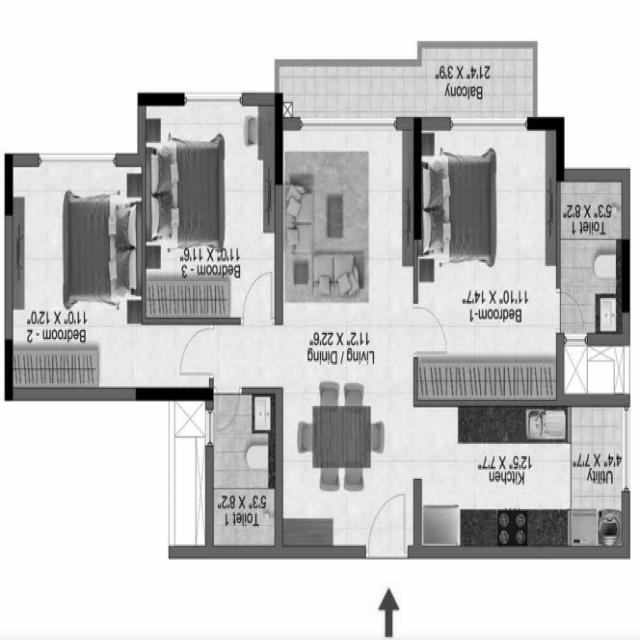 Utility
4'4" X 7'7"
Kitchen
12'5" X 7'7"
Toilet 1
5'3" X 8'2"
Living / Dining
11'2" X 22'6"
Bedroom - 2
11'0" X 12'0"
Bedroom-1
11'10" X 14'7"
Bedroom - 3
11'0" X 11'6"
Toilet 1
5'3" X 8'2"
Balcony
21'4" X 3'9"